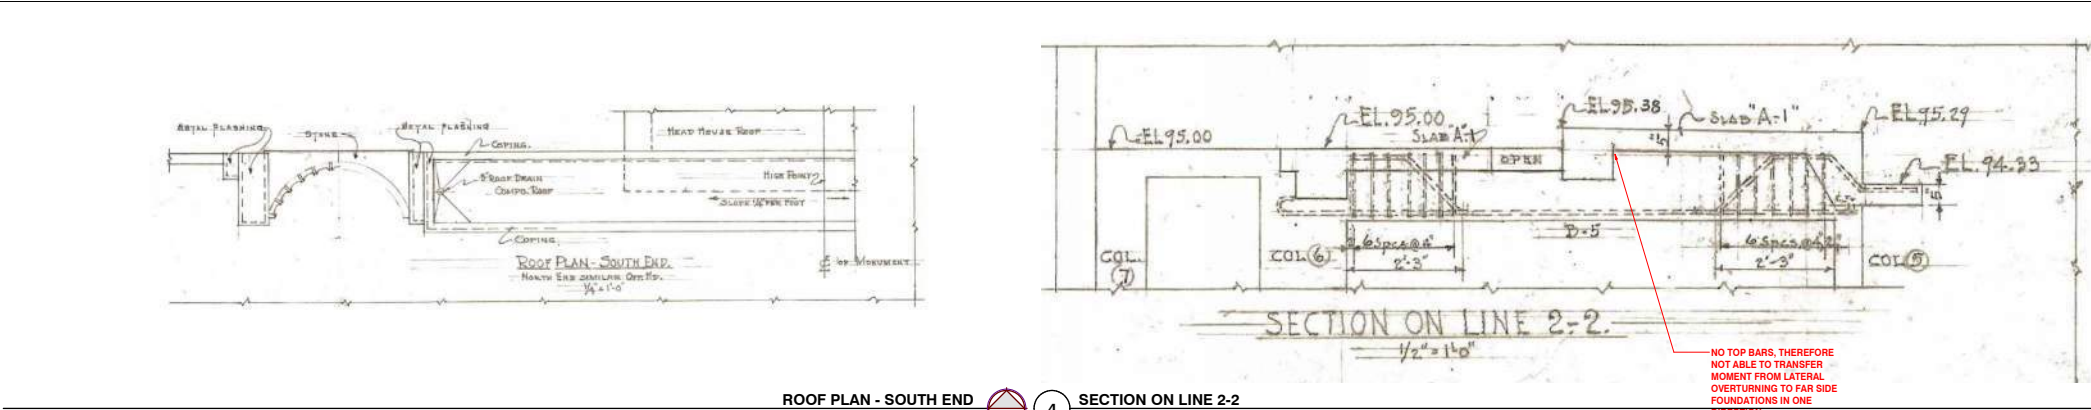 METAL FLASHING
STONE
METAL FLASHING
COPING.
HEAD HOUSE ROOF
ROOF DRAIN
COMPO. ROOF
HIGH POINT
SLOPE 1/8" PER FOOT
COPING
ROOF PLAN - SOUTH END.
NORTH END SIMILAR OPP. HD.
1/4" = 1'-0"
℄ OF MONUMENT
EL 95.00
EL. 95.00
SLAB "A-1"
OPEN
EL 95.38
SLAB "A-1"
EL 95.29
EL. 94.33
5"
5"
B-5
6 spcs. @ 4"
2'-3"
6 spcs. @ 4"
2"
2'-3"
COL.
7
COL 6
COL 5
SECTION ON LINE 2-2.
1/2" = 1'-0"
NO TOP BARS, THEREFORE
NOT ABLE TO TRANSFER
MOMENT FROM LATERAL
OVERTURNING TO FAR SIDE
FOUNDATIONS IN ONE
ROOF PLAN - SOUTH END
4
SECTION ON LINE 2-2